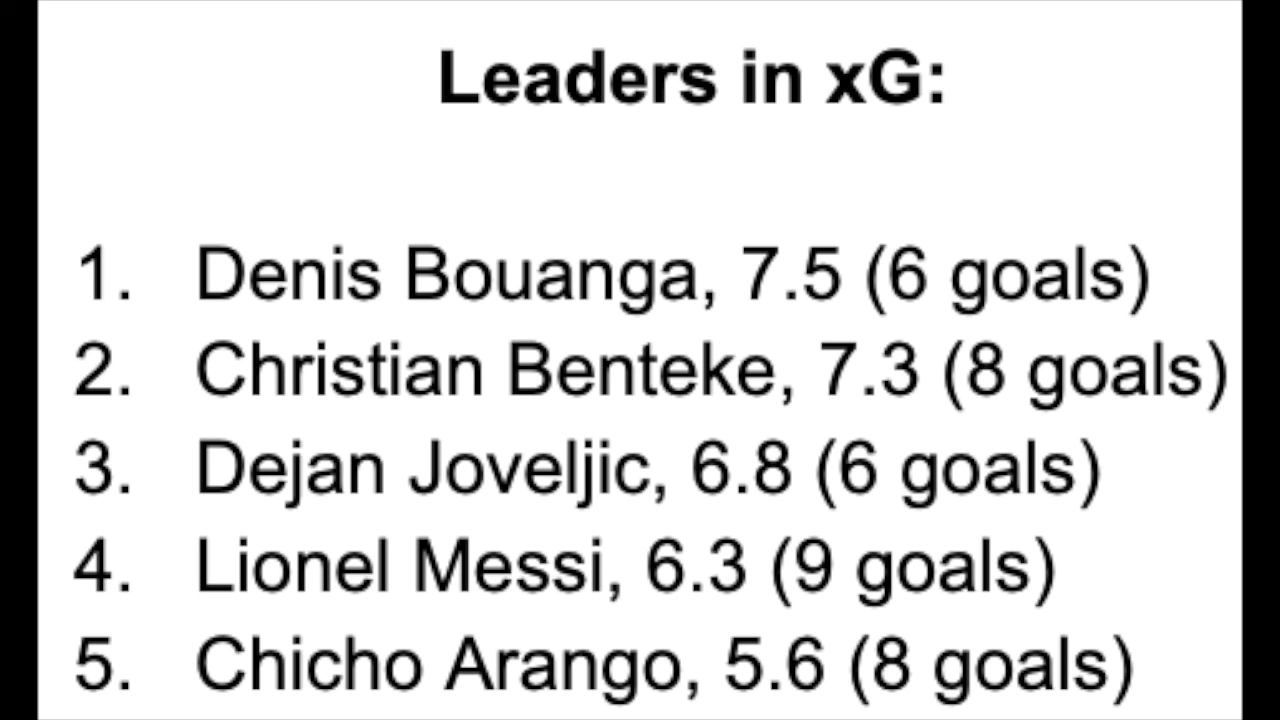 Leaders in xG:
1. Denis Bouanga, 7.5 (6 goals)
2. Christian Benteke, 7.3 (8 goals)
3. Dejan Joveljic, 6.8 (6 goals)
4. Lionel Messi, 6.3 (9 goals)
5. Chicho Arango, 5.6 (8 goals)